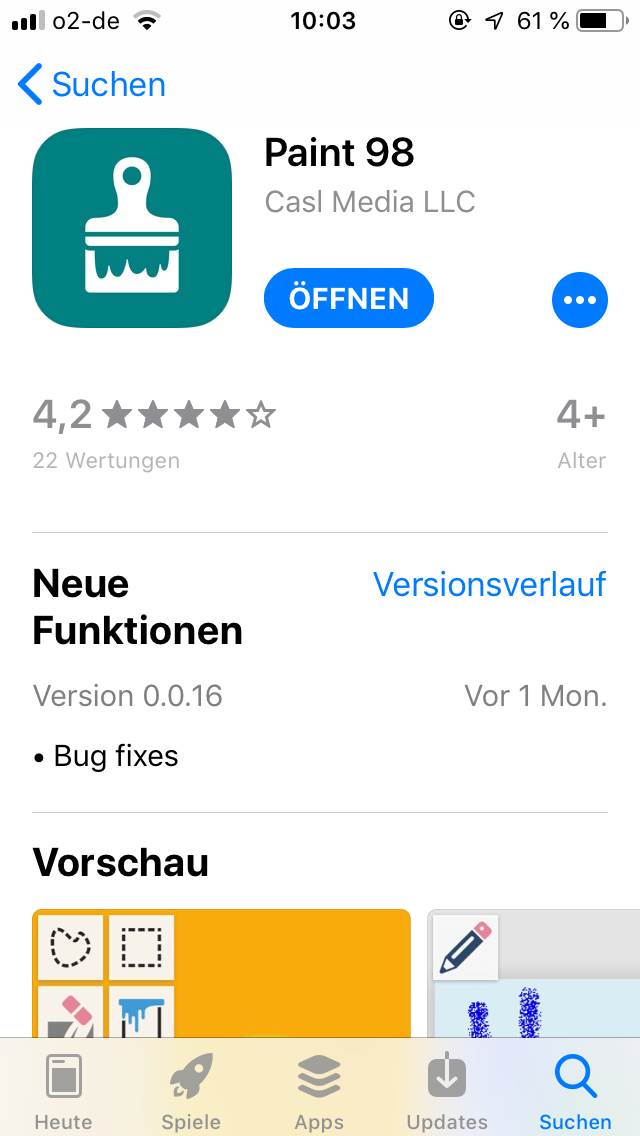 o2-de 10:03 61 %
Suchen
Paint 98
Casl Media LLC
ÖFFNEN
4,2
4+
22 Wertungen
Alter
Neue
Funktionen
Versionsverlauf
Version 0.0.16
Vor 1 Mon.
• Bug fixes
Vorschau
Heute
Spiele
Apps
Updates
Suchen